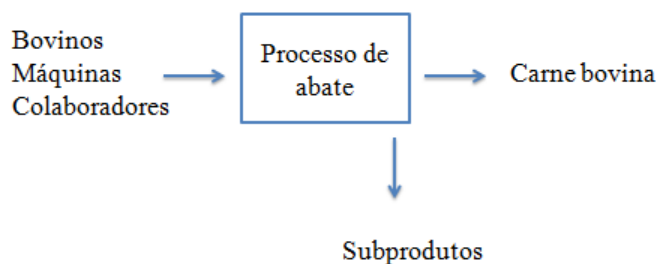 Bovinos
Máquinas
Colaboradores
Processo de
abate
Carne bovina
Subprodutos